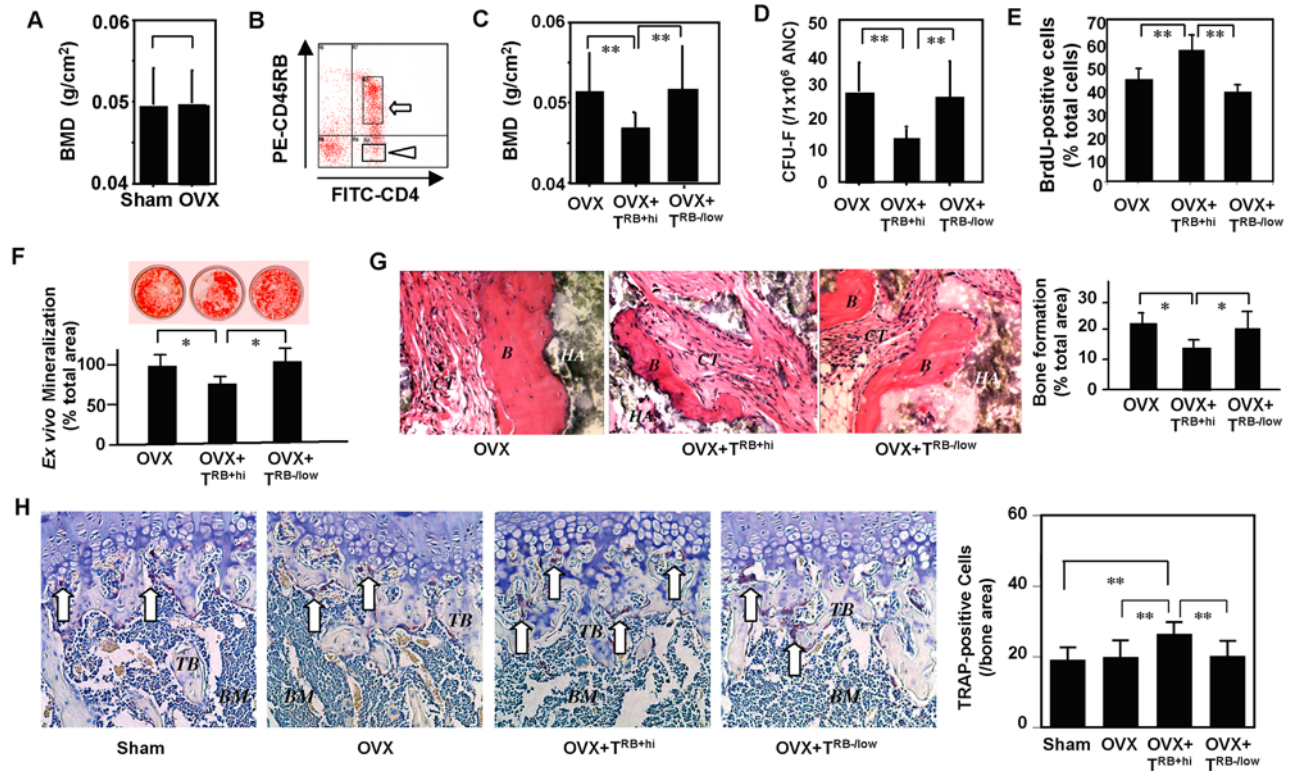 A
BMD (g/cm²)
0.06
0.05
0.04
Sham OVX
B
PE-CD45RB
FITC-CD4
C
BMD (g/cm²)
0.06
0.05
0.04
**
**
OVX
OVX+
T^RB+hi
OVX+
T^RB-/low
D
CFU-F (/1x10⁶ ANC)
50
40
30
20
10
0
**
**
OVX
OVX+
T^RB+hi
OVX+
T^RB-/low
E
BrdU-positive cells
(% total cells)
80
70
60
50
40
30
20
10
0
**
**
OVX
OVX+
T^RB+hi
OVX+
T^RB-/low
F
Ex vivo Mineralization
(% total area)
100
50
0
*
*
OVX
OVX+
T^RB+hi
OVX+
T^RB-/low
G
CT
B
HA
OVX
B
CT
HA
OVX+T^RB+hi
B
CT
B
HA
OVX+T^RB-/low
Bone formation
(% total area)
30
20
10
0
*
*
OVX
OVX+
T^RB+hi
OVX+
T^RB-/low
H
TB
BM
Sham
TB
BM
OVX
TB
BM
OVX+T^RB+hi
TB
BM
OVX+T^RB-/low
TRAP-positive Cells
(/bone area)
60
40
20
0
**
**
**
Sham
OVX
OVX+
T^RB+hi
OVX+
T^RB-/low